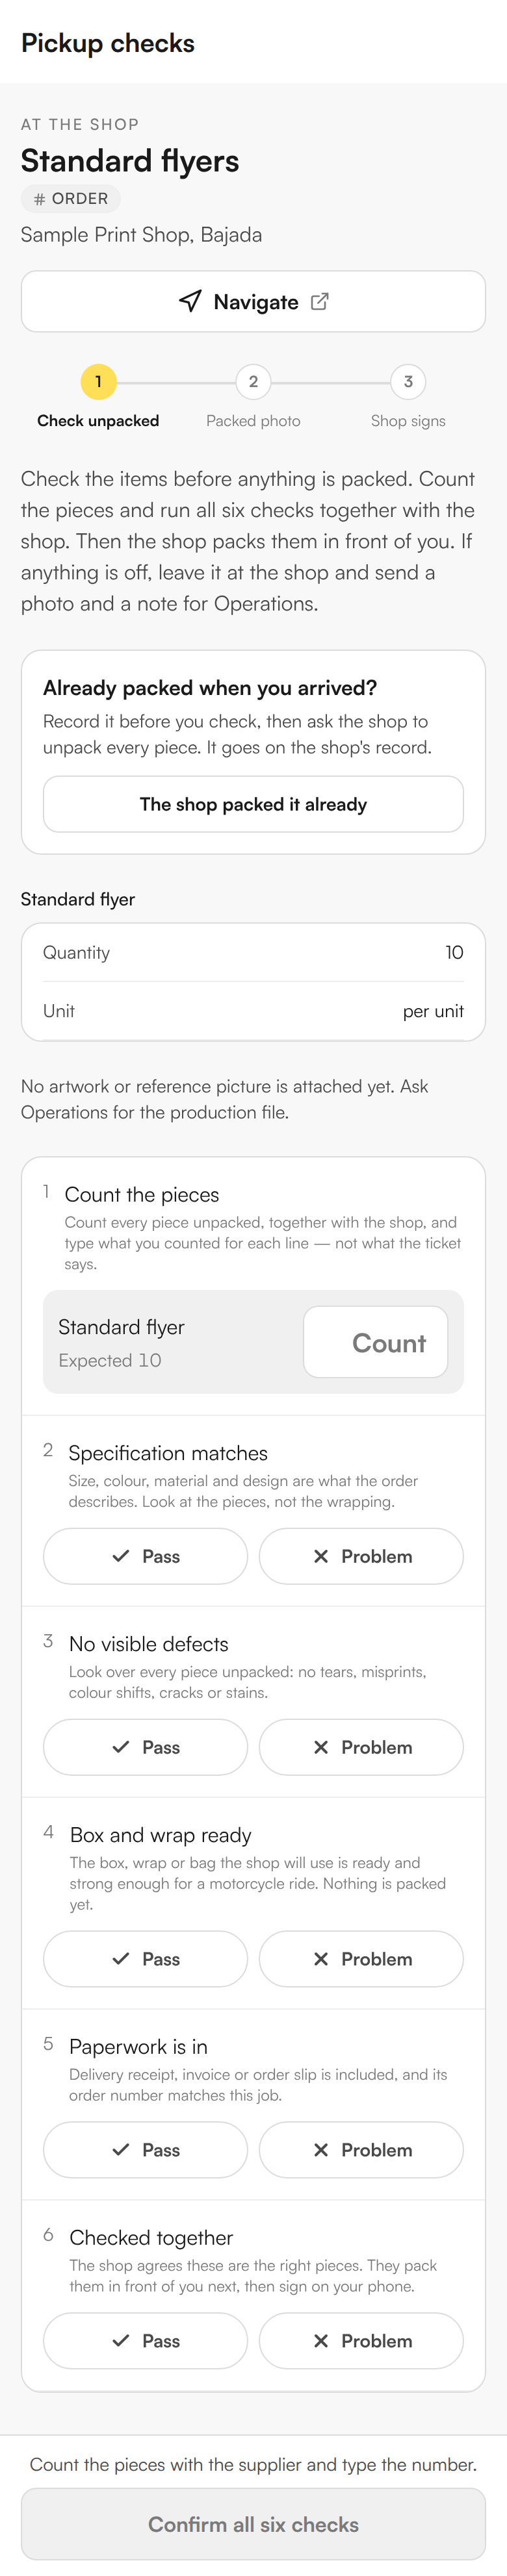 Pickup checks
AT THE SHOP
Standard flyers
# ORDER
Sample Print Shop, Bajada
Navigate
1
2
3
Check unpacked
Packed photo
Shop signs
Check the items before anything is packed. Count
the pieces and run all six checks together with the
shop. Then the shop packs them in front of you. If
anything is off, leave it at the shop and send a
photo and a note for Operations.
Already packed when you arrived?
Record it before you check, then ask the shop to
unpack every piece. It goes on the shop's record.
The shop packed it already
Standard flyer
Quantity 10
Unit per unit
No artwork or reference picture is attached yet. Ask
Operations for the production file.
1 Count the pieces
Count every piece unpacked, together with the shop, and
type what you counted for each line — not what the ticket
says.
Standard flyer
Expected 10
Count
2 Specification matches
Size, colour, material and design are what the order
describes. Look at the pieces, not the wrapping.
Pass Problem
3 No visible defects
Look over every piece unpacked: no tears, misprints,
colour shifts, cracks or stains.
Pass Problem
4 Box and wrap ready
The box, wrap or bag the shop will use is ready and
strong enough for a motorcycle ride. Nothing is packed
yet.
Pass Problem
5 Paperwork is in
Delivery receipt, invoice or order slip is included, and its
order number matches this job.
Pass Problem
6 Checked together
The shop agrees these are the right pieces. They pack
them in front of you next, then sign on your phone.
Pass Problem
Count the pieces with the supplier and type the number.
Confirm all six checks